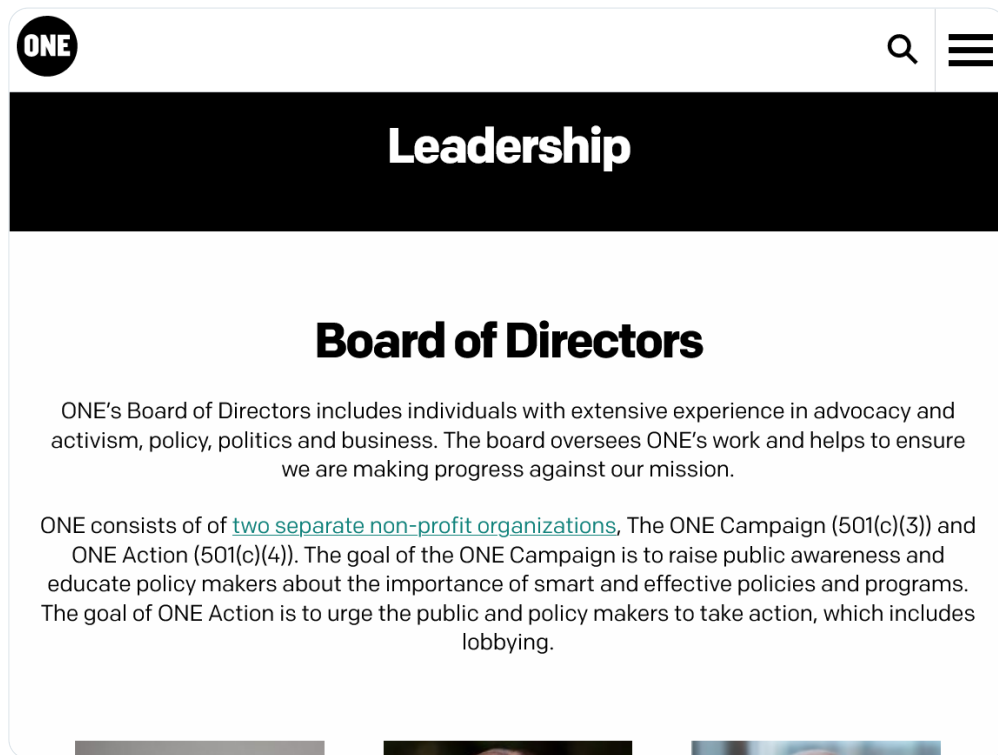 ONE
Leadership
Board of Directors
ONE’s Board of Directors includes individuals with extensive experience in advocacy and
activism, policy, politics and business. The board oversees ONE’s work and helps to ensure
we are making progress against our mission.
ONE consists of of two separate non-profit organizations, The ONE Campaign (501(c)(3)) and
ONE Action (501(c)(4)). The goal of the ONE Campaign is to raise public awareness and
educate policy makers about the importance of smart and effective policies and programs.
The goal of ONE Action is to urge the public and policy makers to take action, which includes
lobbying.